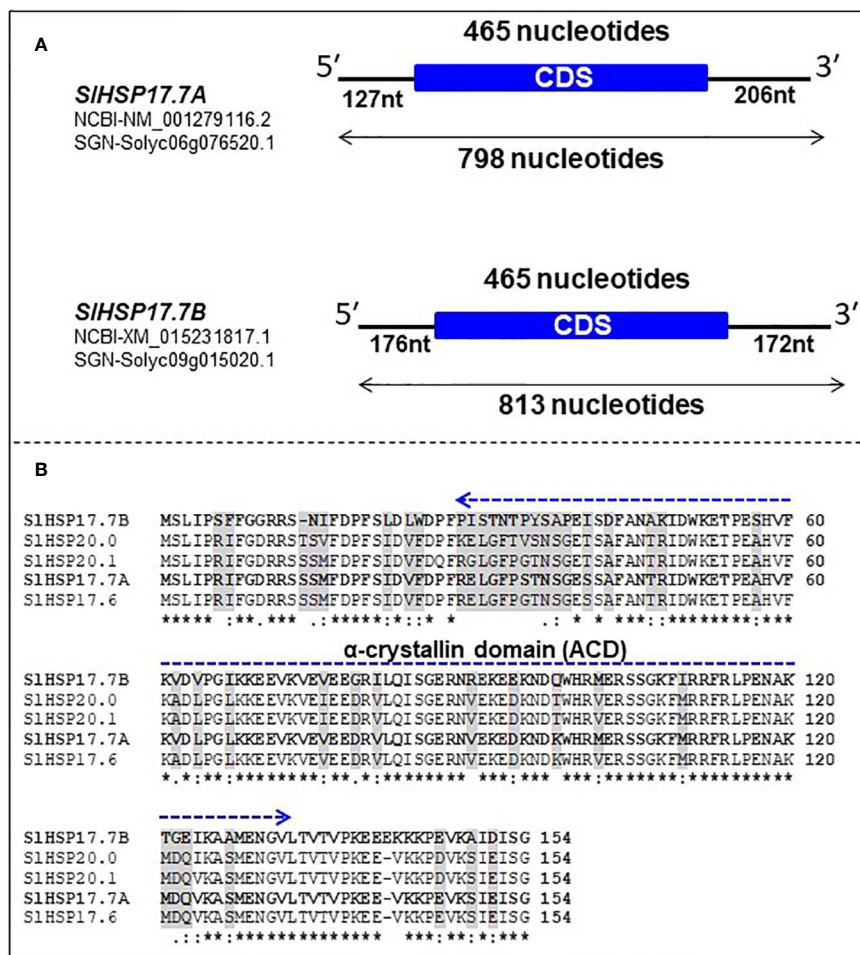 A
SlHSP17.7A
NCBI-NM_001279116.2
SGN-Solyc06g076520.1
465 nucleotides
5′ CDS 3′
127nt 206nt
798 nucleotides
SlHSP17.7B
NCBI-XM_015231817.1
SGN-Solyc09g015020.1
465 nucleotides
5′ CDS 3′
176nt 172nt
813 nucleotides
B
SlHSP17.7B MSLIPSFFGGRRS-NIFDPFSLDLWDPFPISTNTPYSAPEISDFANAKIDWKETPESHVF 60
SlHSP20.0 MSLIPRIFGDRRSTSVFDPFSIDVFDPFKELGFTVSNSGETSAFANTRIDWKETPEAHVF 60
SlHSP20.1 MSLIPRIFGDRRSSSMFDPFSIDVFDQFRGLGFPGTNSGETSAFANTRIDWKETPEAHVF 60
SlHSP17.7A MSLIPRIFGDRRSSSMFDPFSIDVFDPFRELGFPSTNSGESSAFANTRIDWKETPEAHVF 60
SlHSP17.6 MSLIPRIFGDRRSSSMFDPFSIDVFDPFRELGFPGTNSGESSAFANTRIDWKETPEAHVF
***** :**.*** .:*****:*::* * .: * ***::********:***
α-crystallin domain (ACD)
SlHSP17.7B KVDVPGIKKEEVKVEVEEGRILQISGERNREKEEKNDQWHRMERSSGKFIRRFRLPENAK 120
SlHSP20.0 KADLPGLKKEEVKVEIEEDRVLQISGERNVEKEDKNDTWHRVERSSGKFMRRFRLPENAK 120
SlHSP20.1 KADLPGLKKEEVKVEIEEDRVLQISGERNVEKEDKNDTWHRVERSSGKFMRRFRLPENAK 120
SlHSP17.7A KVDLPGLKKEEVKVEVEEDRVLQISGERNVEKEDKNDKWHRMERSSGKFMRRFRLPENAK 120
SlHSP17.6 KADLPGLKKEEVKVEVEEDRVLQISGERNVEKEDKNDKWHRVERSSGKFMRRFRLPENAK 120
*.*:**:********:**.*:******** ***:*** ***:*******:**********
SlHSP17.7B TGEIKAAMENGVLTVTVPKEEEKKKPEVKAIDISG 154
SlHSP20.0 MDQIKASMENGVLTVTVPKEE-VKKPDVKSIEISG 154
SlHSP20.1 MDQIKASMENGVLTVTVPKEE-VKKPDVKSIEISG 154
SlHSP17.7A MDQVKASMENGVLTVTVPKEE-VKKPEVKSIEISG 154
SlHSP17.6 MDQVKASMENGVLTVTVPKEE-VKKPEVKSIEISG 154
.::**:************** ***:**:*:***